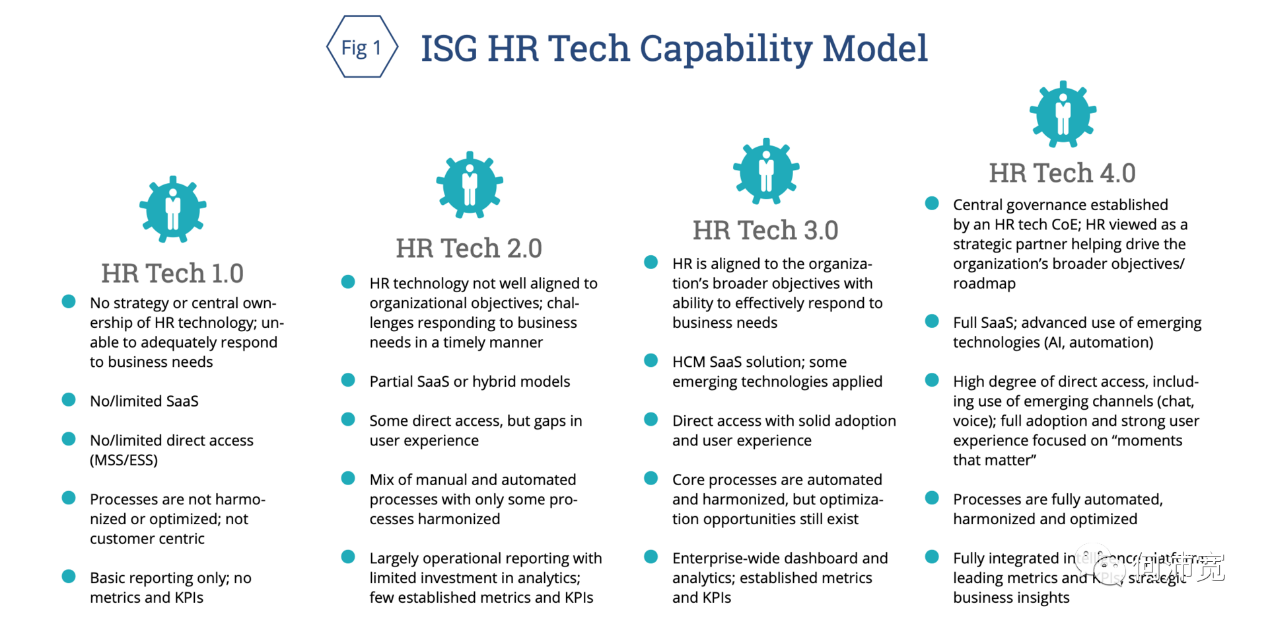 Fig 1
ISG HR Tech Capability Model
HR Tech 1.0
No strategy or central own-
ership of HR technology; un-
able to adequately respond
to business needs
No/limited SaaS
No/limited direct access
(MSS/ESS)
Processes are not harmo-
nized or optimized; not
customer centric
Basic reporting only; no
metrics and KPIs
HR Tech 2.0
HR technology not well aligned to
organizational objectives; chal-
lenges responding to business
needs in a timely manner
Partial SaaS or hybrid models
Some direct access, but gaps in
user experience
Mix of manual and automated
processes with only some pro-
cesses harmonized
Largely operational reporting with
limited investment in analytics;
few established metrics and KPIs
HR Tech 3.0
HR is aligned to the organiza-
tion’s broader objectives with
ability to effectively respond to
business needs
HCM SaaS solution; some
emerging technologies applied
Direct access with solid adoption
and user experience
Core processes are automated
and harmonized, but optimiza-
tion opportunities still exist
Enterprise-wide dashboard and
analytics; established metrics
and KPIs
HR Tech 4.0
Central governance established
by an HR tech CoE; HR viewed as a
strategic partner helping drive the
organization’s broader objectives/
roadmap
Full SaaS; advanced use of emerging
technologies (AI, automation)
High degree of direct access, includ-
ing use of emerging channels (chat,
voice); full adoption and strong user
experience focused on “moments
that matter”
Processes are fully automated,
harmonized and optimized
Fully integrated intelligence platform;
leading metrics and KPIs; strategic
business insights
何沛宽